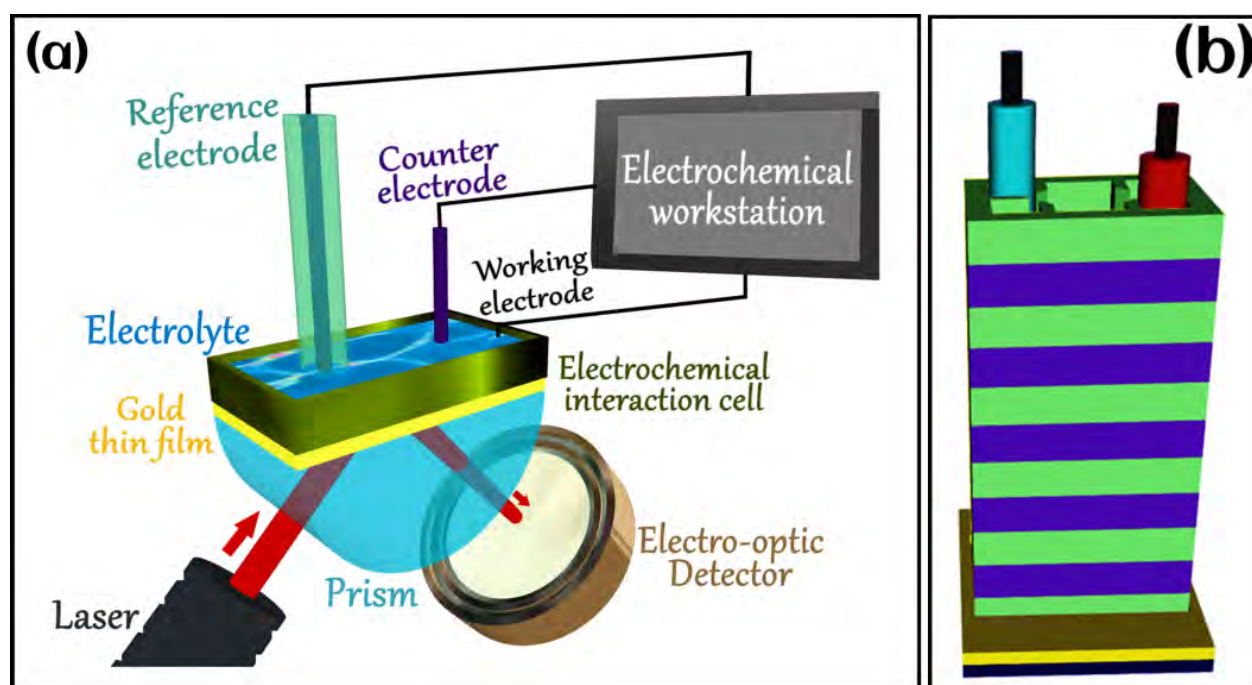 (a)
Reference
electrode
Counter
electrode
Electrochemical
workstation
Working
electrode
Electrolyte
Gold
thin film
Electrochemical
interaction cell
Laser
Prism
Electro-optic
Detector
(b)